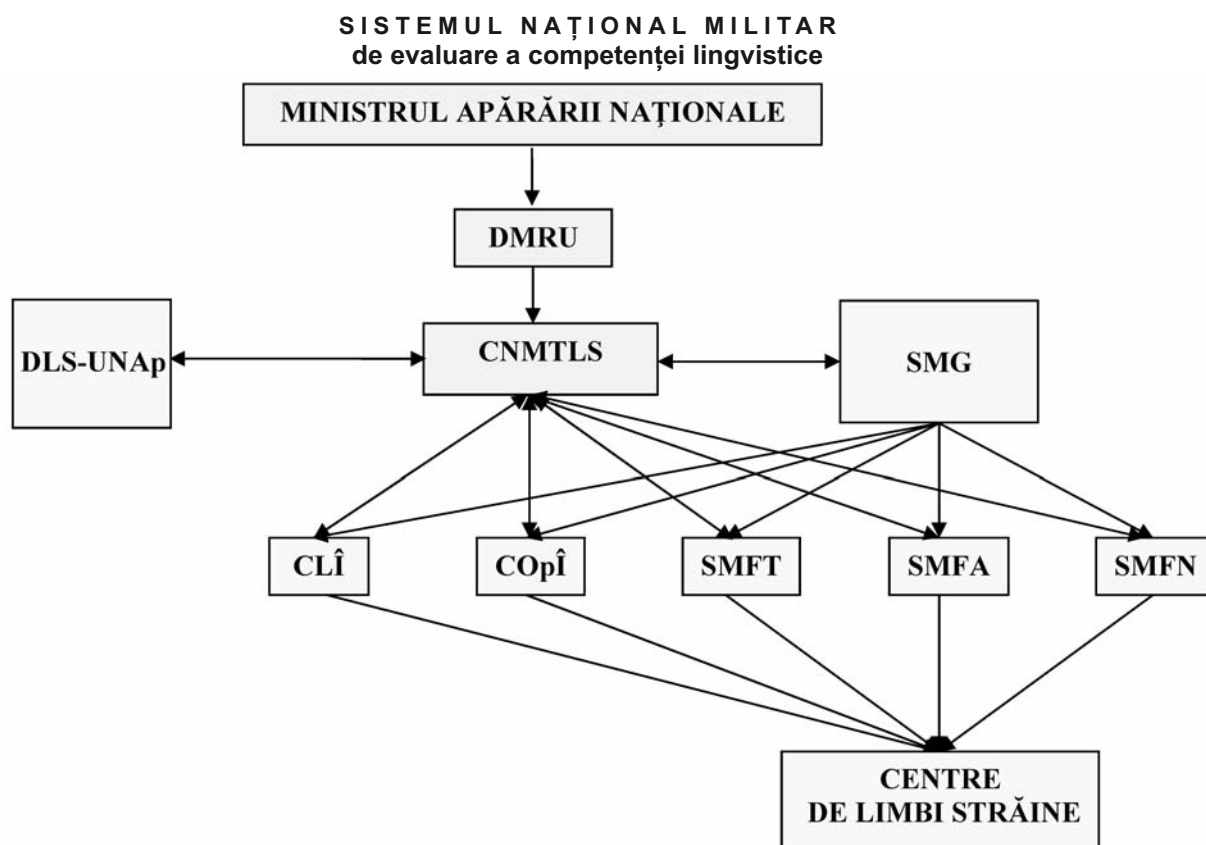 SISTEMUL NAȚIONAL MILITAR
de evaluare a competenței lingvistice
MINISTRUL APĂRĂRII NAȚIONALE
DMRU
DLS-UNAp
CNMTLS
SMG
CLÎ
COpÎ
SMFT
SMFA
SMFN
CENTRE
DE LIMBI STRĂINE